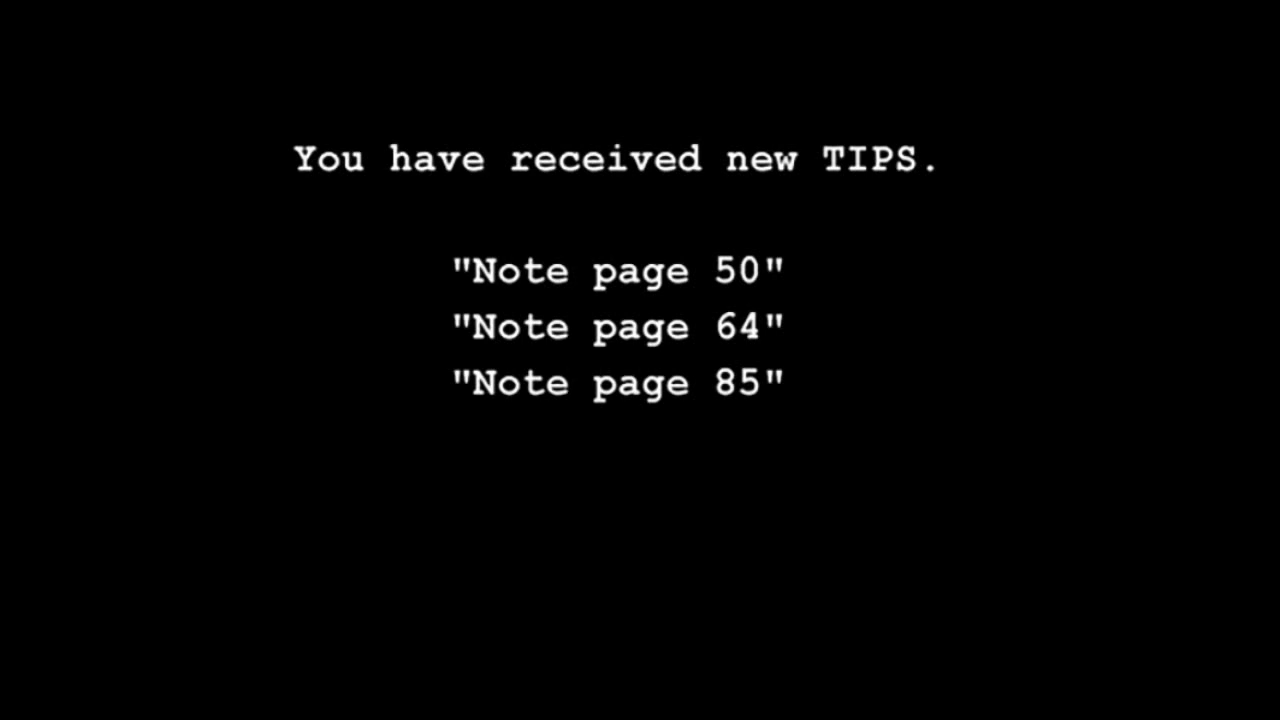 You have received new TIPS.
"Note page 50"
"Note page 64"
"Note page 85"